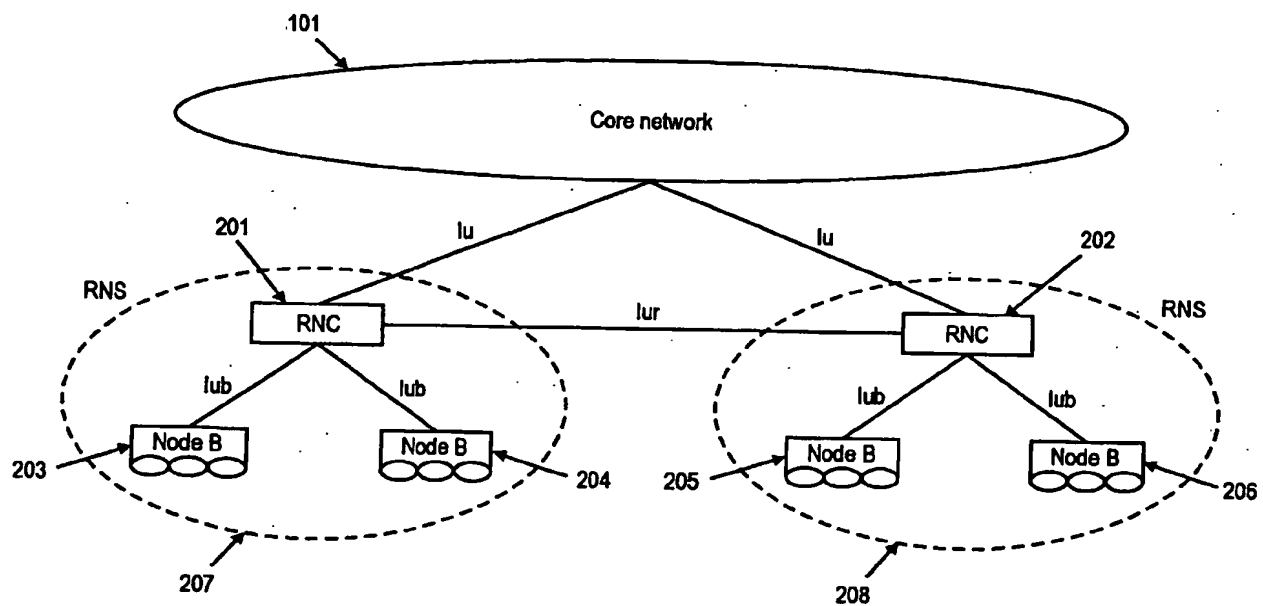 101
Core network
201
Iu
Iu
202
RNS
RNS
RNC
Iur
RNC
Iub
Iub
Iub
Iub
Node B
Node B
Node B
Node B
203
204
205
206
207
208